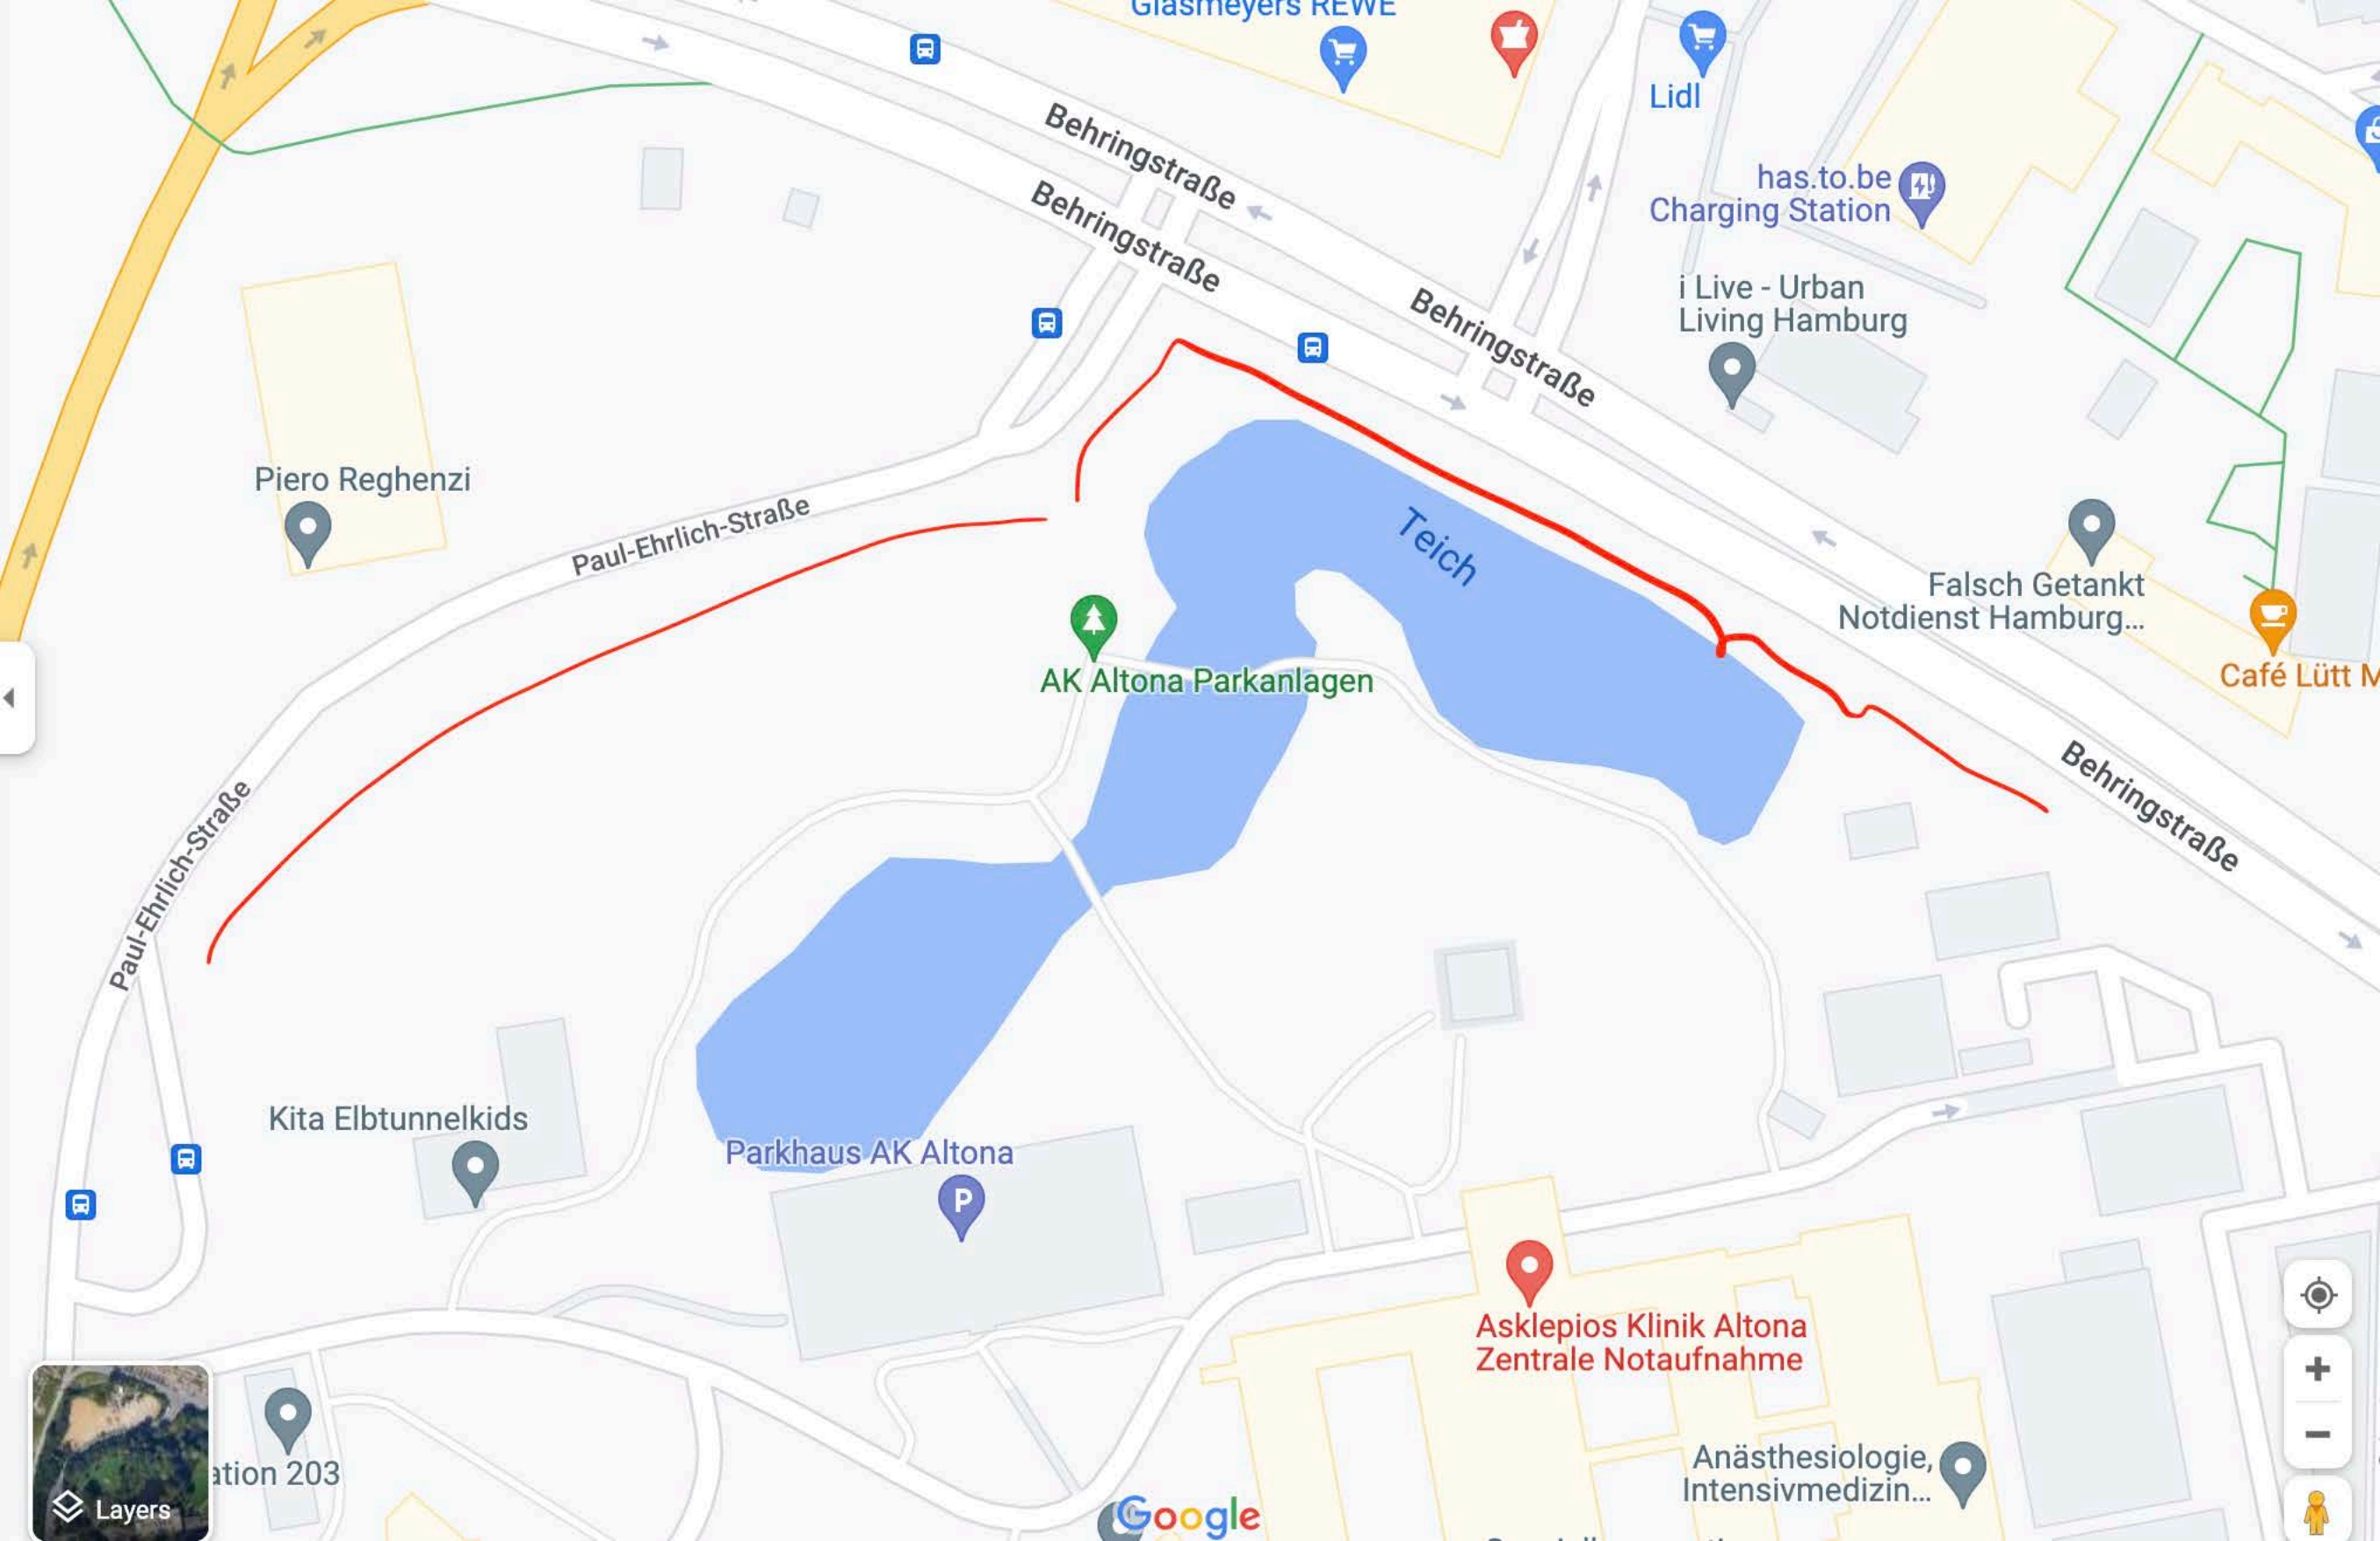 Glasmeyers REWE
Lidl
Behringstraße
Behringstraße
has.to.be
Charging Station
i Live - Urban
Living Hamburg
Behringstraße
Piero Reghenzi
Paul-Ehrlich-Straße
Teich
Falsch Getankt
Notdienst Hamburg...
Café Lütt M
AK Altona Parkanlagen
Behringstraße
Paul-Ehrlich-Straße
Kita Elbtunnelkids
Parkhaus AK Altona
P
Asklepios Klinik Altona
Zentrale Notaufnahme
ation 203
Anästhesiologie,
Intensivmedizin...
Layers
Google